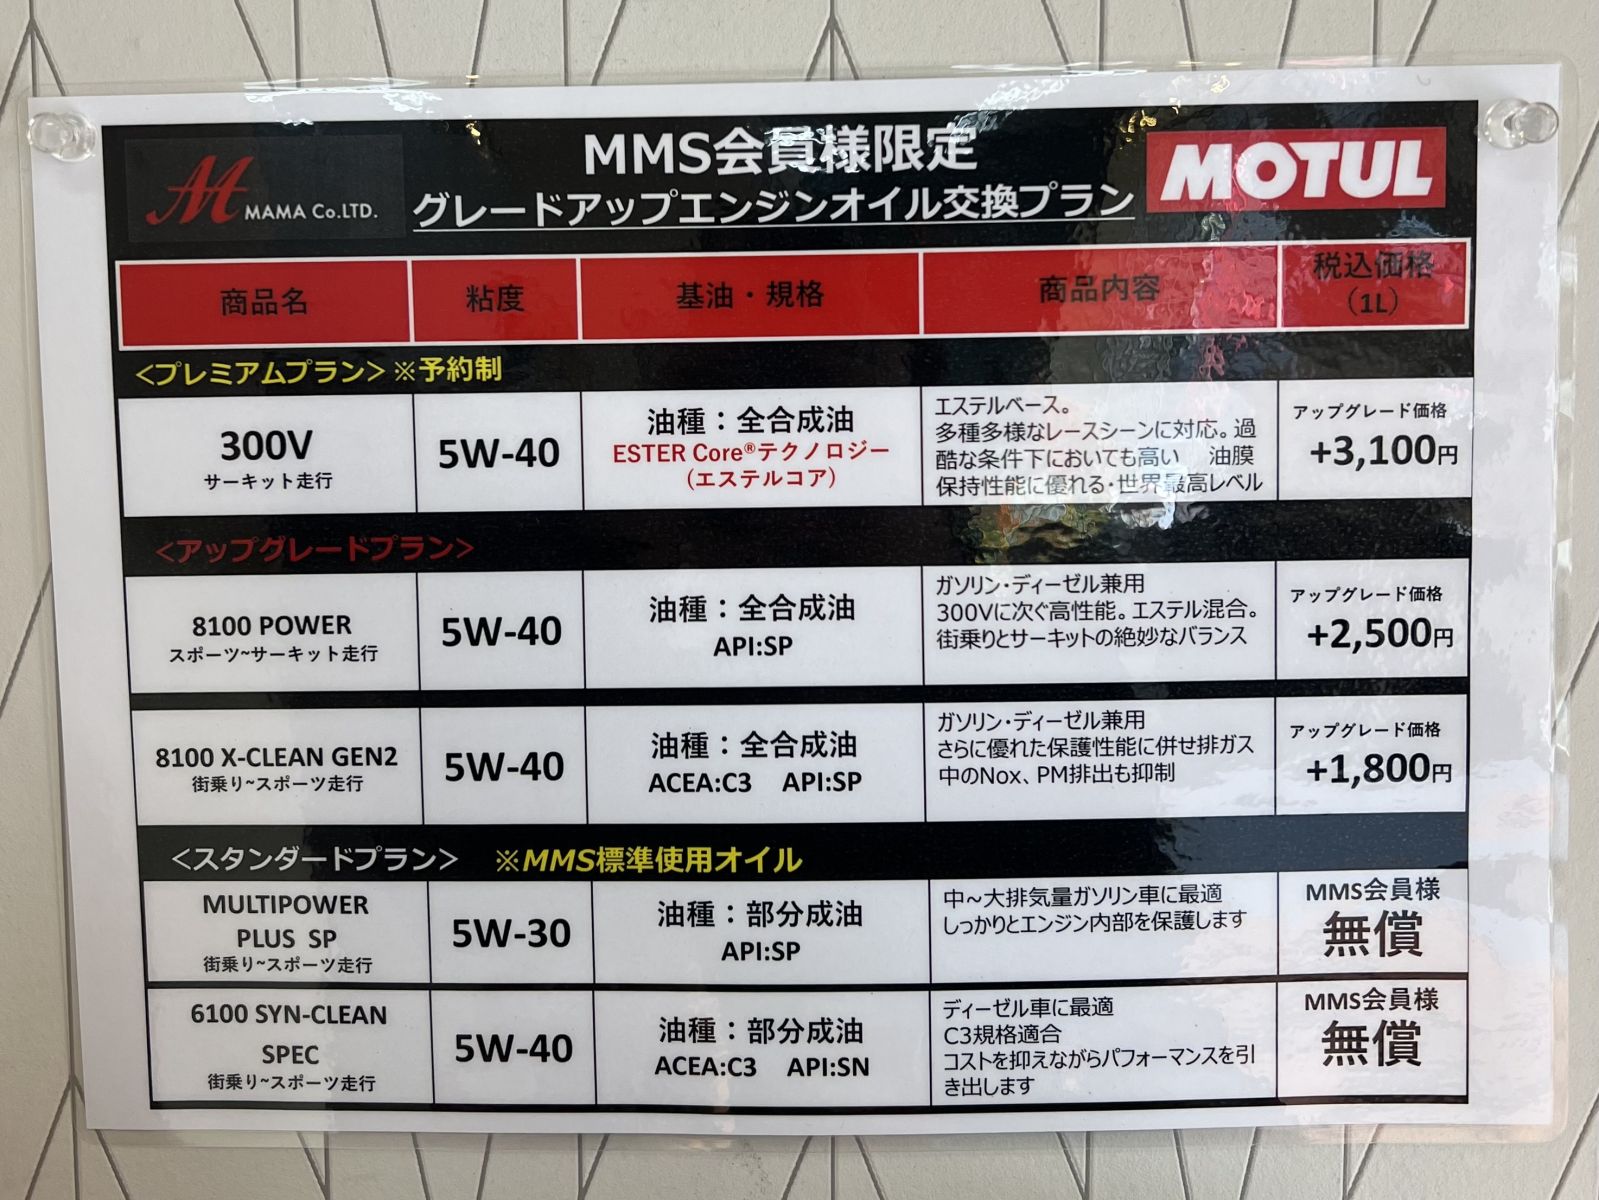 MAMA Co.LTD.
MMS会員様限定
グレードアップエンジンオイル交換プラン
MOTUL
商品名
粘度
基油・規格
商品内容
税込価格
（1L）
＜プレミアムプラン＞※予約制
300V
サーキット走行
5W-40
油種：全合成油
ESTER Core®テクノロジー
(エステルコア)
エステルベース。
多種多様なレースシーンに対応。過
酷な条件下においても高い　油膜
保持性能に優れる・世界最高レベル
アップグレード価格
+3,100円
＜アップグレードプラン＞
8100 POWER
スポーツ~サーキット走行
5W-40
油種：全合成油
API:SP
ガソリン・ディーゼル兼用
300Vに次ぐ高性能。エステル混合。
街乗りとサーキットの絶妙なバランス
アップグレード価格
+2,500円
8100 X-CLEAN GEN2
街乗り~スポーツ走行
5W-40
油種：全合成油
ACEA:C3　API:SP
ガソリン・ディーゼル兼用
さらに優れた保護性能に併せ排ガス
中のNox、PM排出も抑制
アップグレード価格
+1,800円
＜スタンダードプラン＞　※MMS標準使用オイル
MULTIPOWER
PLUS SP
街乗り~スポーツ走行
5W-30
油種：部分成油
API:SP
中～大排気量ガソリン車に最適
しっかりとエンジン内部を保護します
MMS会員様
無償
6100 SYN-CLEAN
SPEC
街乗り~スポーツ走行
5W-40
油種：部分成油
ACEA:C3　API:SN
ディーゼル車に最適
C3規格適合
コストを抑えながらパフォーマンスを引
き出します
MMS会員様
無償